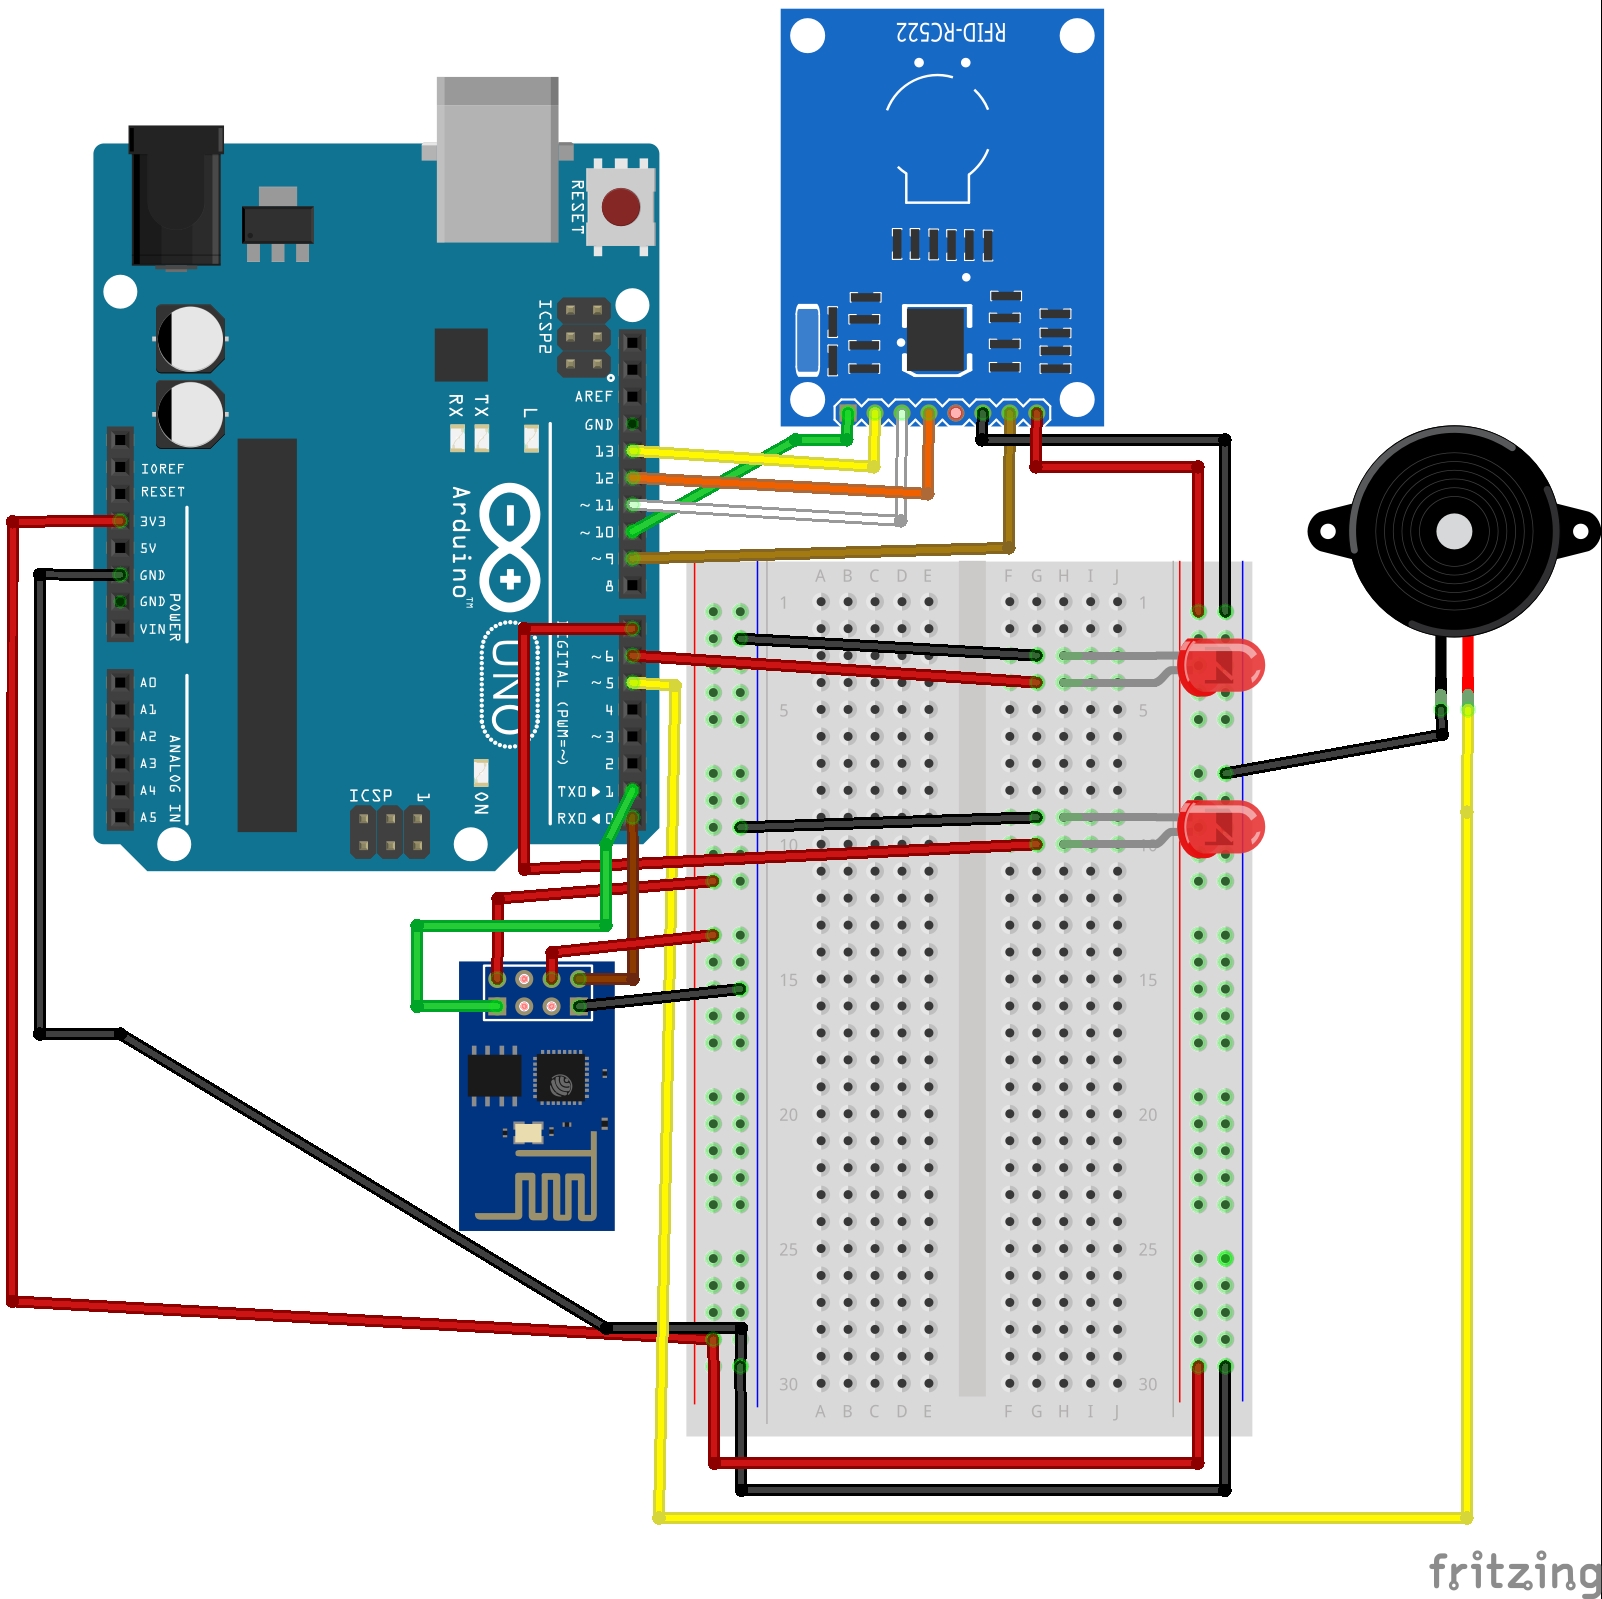 RFID-RC522
RESET
ICSP2
AREF
GND
13
12
~11
~10
~9
8
RX
TX
L
IOREF
RESET
3V3
5V
GND
GND
VIN
POWER
Arduino
TM
UNO
~6
~5
4
~3
2
TX0 ▶ 1
RX0 ◀ 0
DIGITAL (PWM=~)
A0
A1
A2
A3
A4
A5
ANALOG IN
ICSP
1
ON
A B C D E F G H I J
1 1
5 5
10 10
15 15
20 20
25 25
30 30
A B C D E F G H I J
fritzing